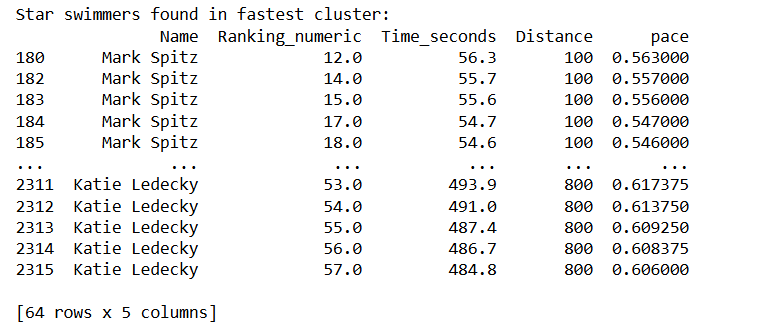 Star swimmers found in fastest cluster:
Name Ranking_numeric Time_seconds Distance pace
180 Mark Spitz 12.0 56.3 100 0.563000
182 Mark Spitz 14.0 55.7 100 0.557000
183 Mark Spitz 15.0 55.6 100 0.556000
184 Mark Spitz 17.0 54.7 100 0.547000
185 Mark Spitz 18.0 54.6 100 0.546000
... ... ... ... ... ...
2311 Katie Ledecky 53.0 493.9 800 0.617375
2312 Katie Ledecky 54.0 491.0 800 0.613750
2313 Katie Ledecky 55.0 487.4 800 0.609250
2314 Katie Ledecky 56.0 486.7 800 0.608375
2315 Katie Ledecky 57.0 484.8 800 0.606000
[64 rows x 5 columns]